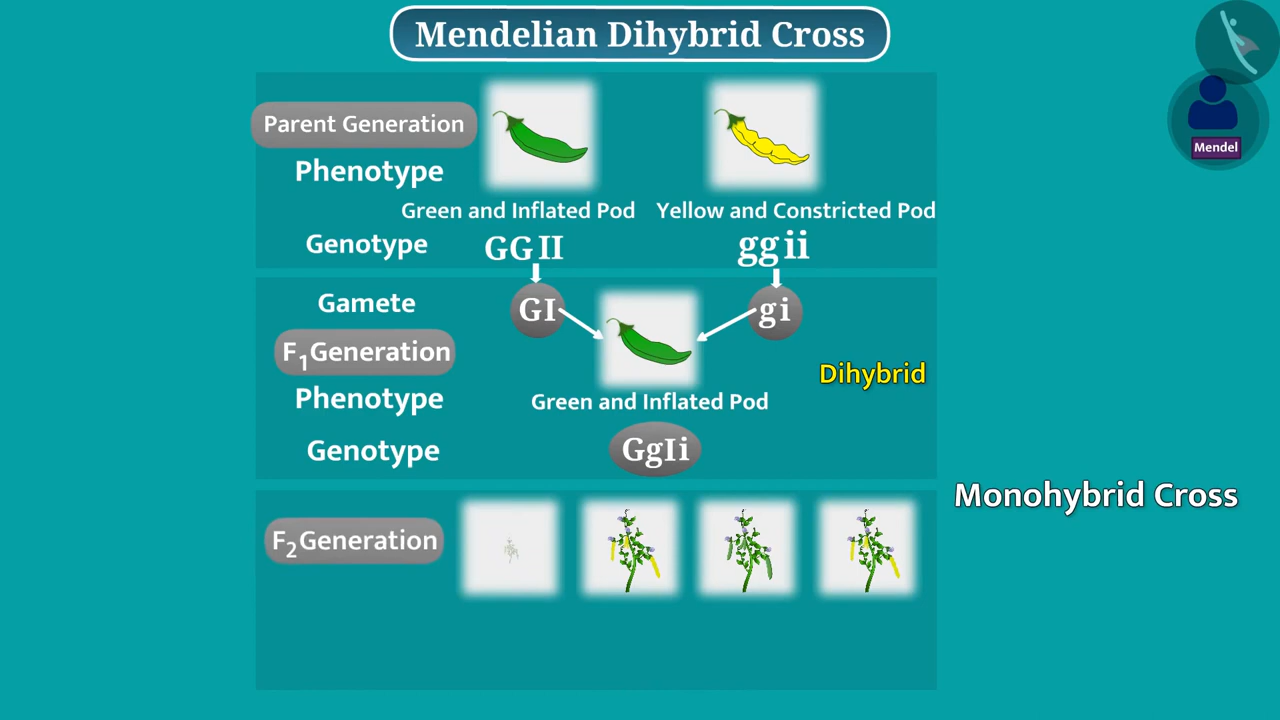 Mendelian Dihybrid Cross
Mendel
Parent Generation
Phenotype
Green and Inflated Pod Yellow and Constricted Pod
Genotype GG II gg ii
Gamete GI gi
F1 Generation
Dihybrid
Phenotype Green and Inflated Pod
Genotype GgIi
Monohybrid Cross
F2 Generation